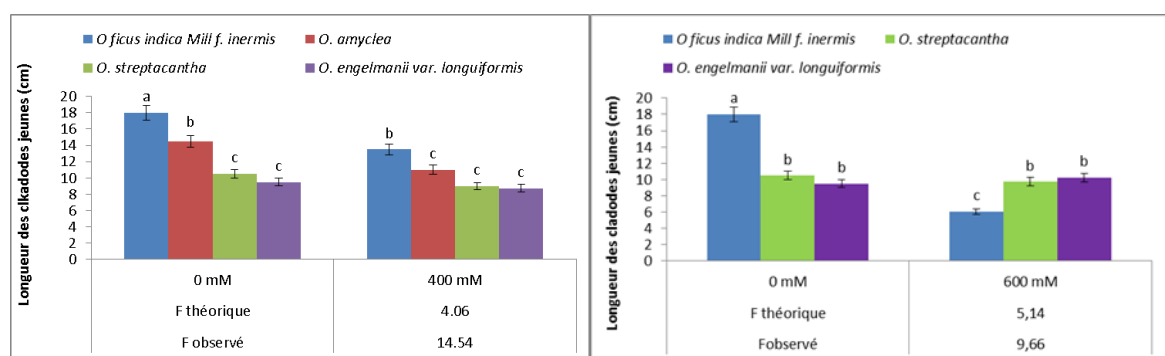 O ficus indica Mill f. inermis
O. amyclea
O. streptacantha
O. engelmanii var. longuiformis
Longueur des clkadodes jeunes (cm)
20
18
16
14
12
10
8
6
4
2
0
a
b
c
c
b
c
c
c
0 mM
400 mM
F théorique
4.06
F observé
14.54
O ficus indica Mill f. inermis
O. streptacantha
O. engelmanii var. longuiformis
Longueur des cladodes jeunes (cm)
20
18
16
14
12
10
8
6
4
2
0
a
b
b
c
b
b
0 mM
600 mM
F théorique
5,14
Fobservé
9,66